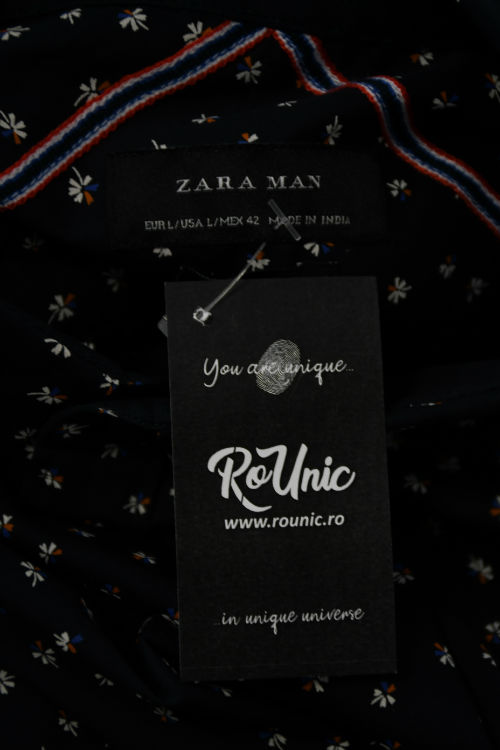 ZARA MAN
EUR L/USA L/MEX 42 MADE IN INDIA
You are unique...
RoUnic
www.rounic.ro
...in unique universe